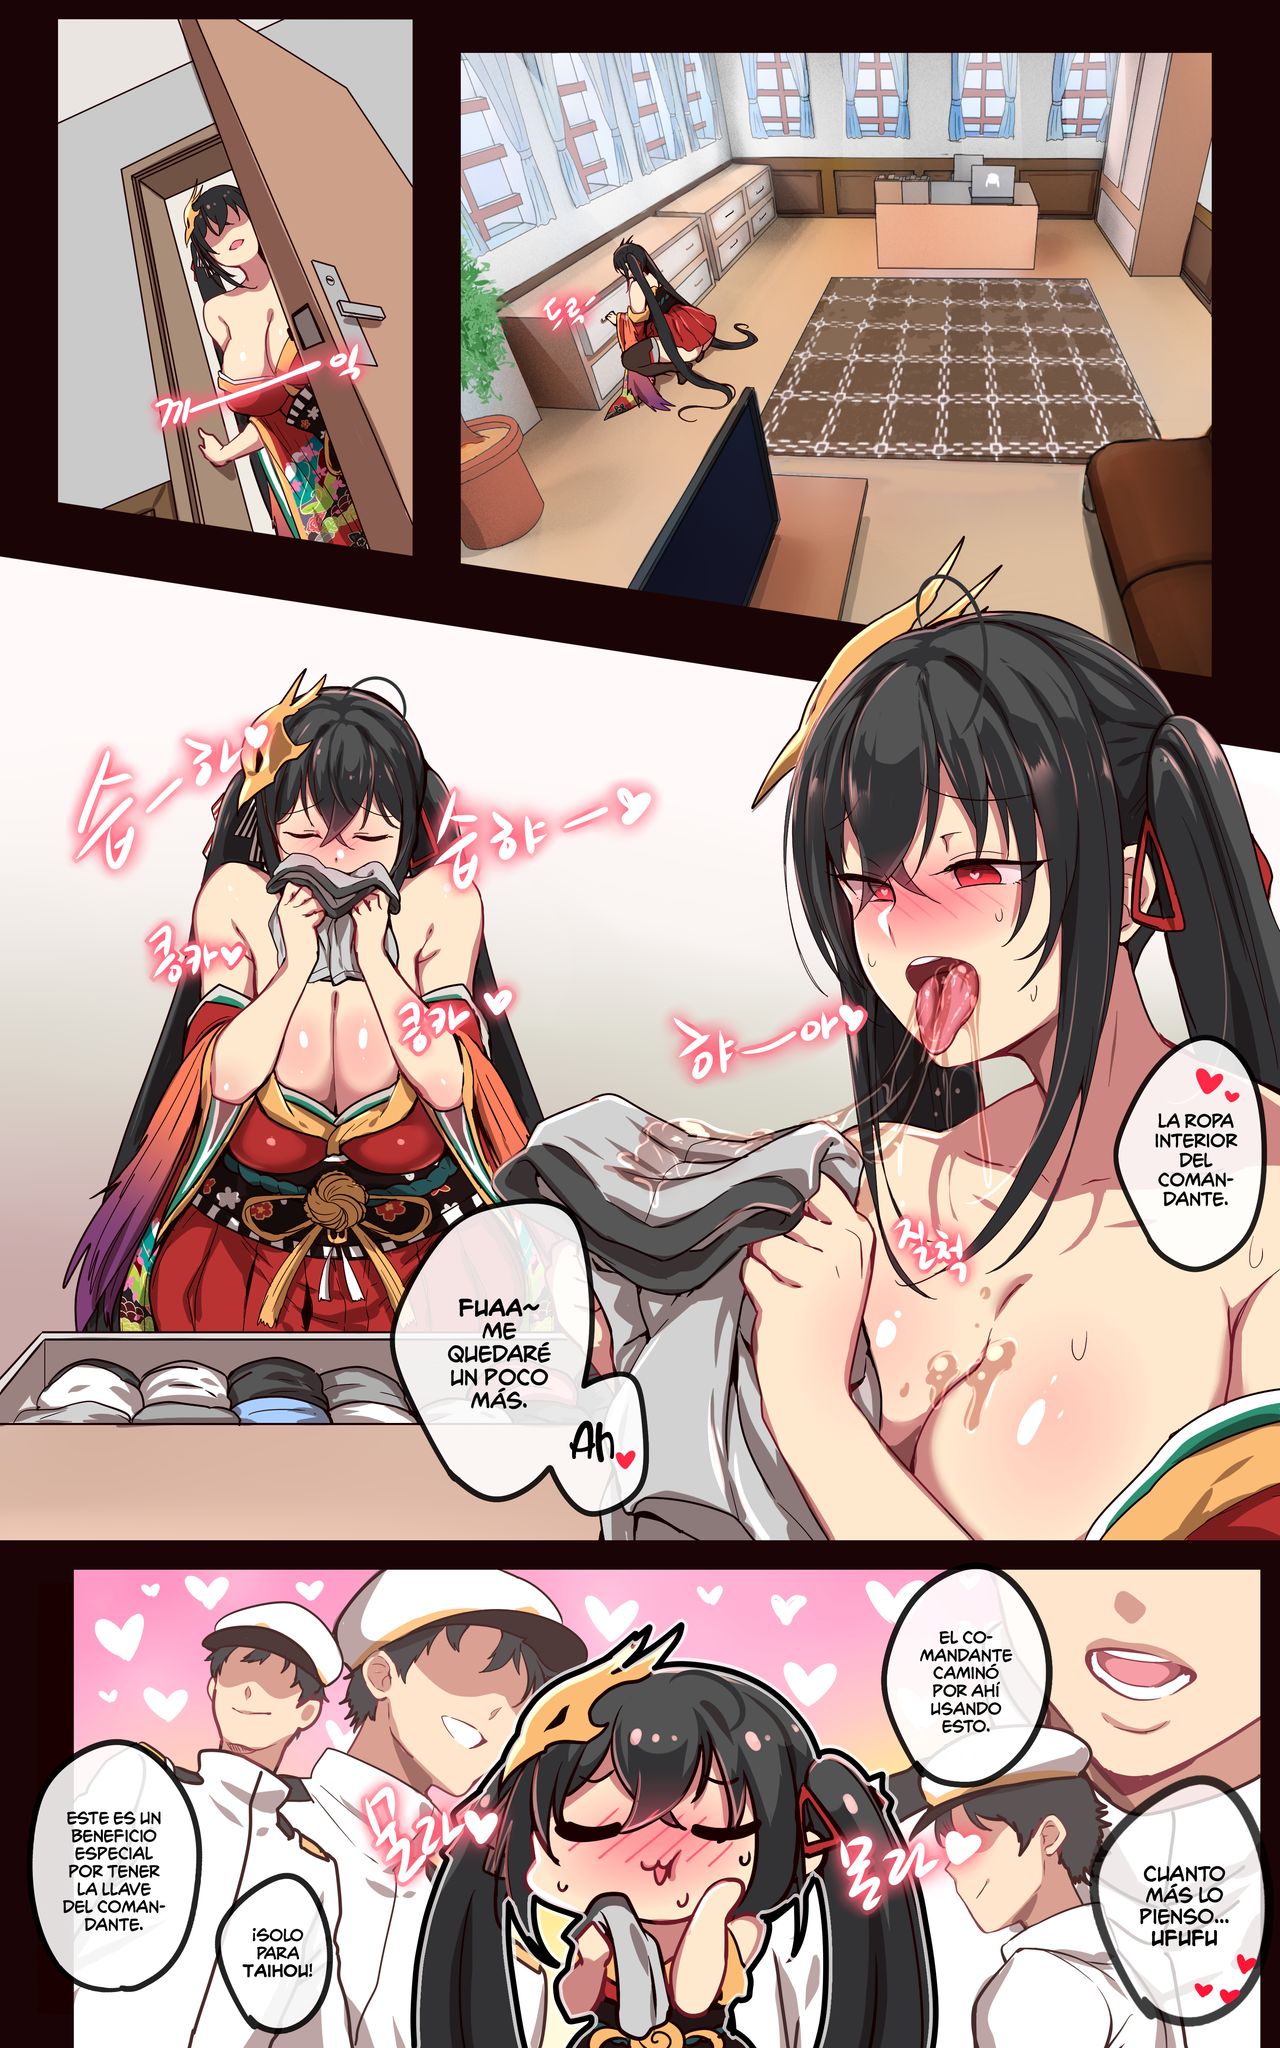 끼——익
드륵-
습—하♥
습햐—♥
킁카♥
킁카♥
햐—아♥
LA ROPA
INTERIOR
DEL
COMAN-
DANTE.
질척
FUAA~
ME
QUEDARÉ
UN POCO
MÁS.
Ah♥
EL CO-
MANDANTE
CAMINÓ
POR AHÍ
USANDO
ESTO.
ESTE ES UN
BENEFICIO
ESPECIAL
POR TENER
LA LLAVE
DEL COMAN-
DANTE.
¡SOLO
PARA
TAIHOU!
몰라♥
몰라♥
CUANTO
MÁS LO
PIENSO...
UFUFU